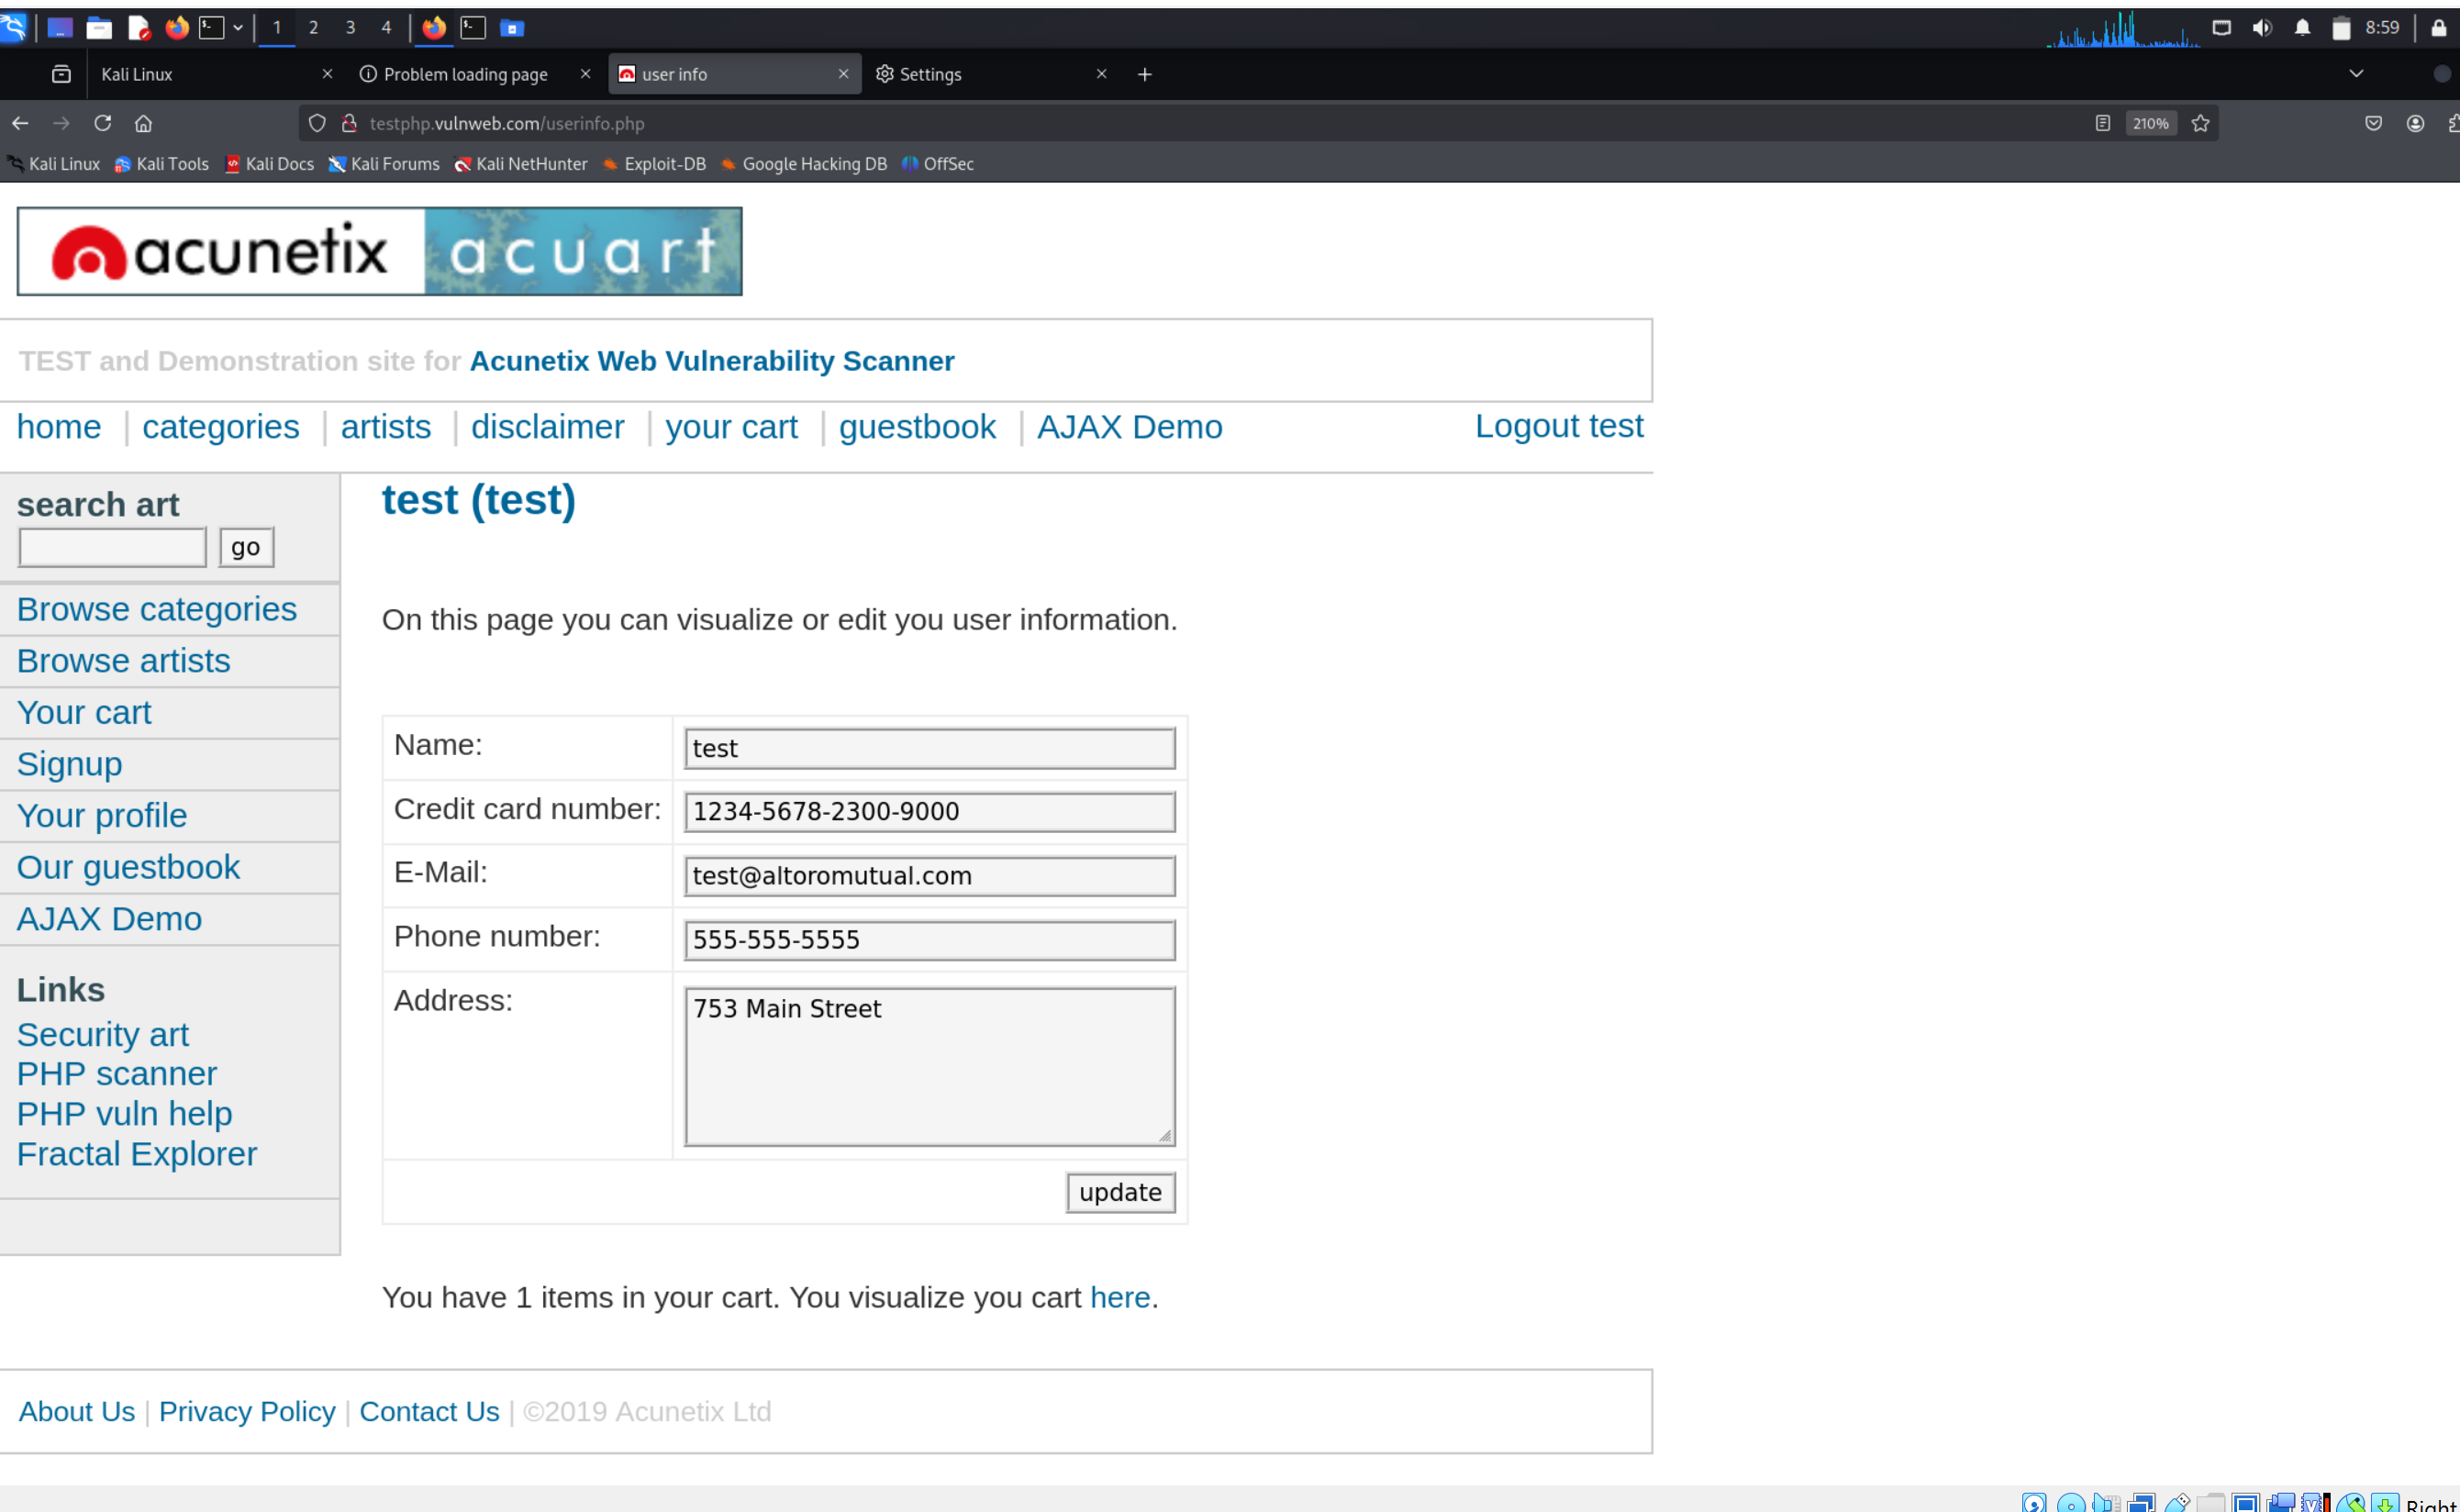 1 2 3 4 8:59
Kali Linux Problem loading page user info Settings
testphp.vulnweb.com/userinfo.php 210%
Kali Linux Kali Tools Kali Docs Kali Forums Kali NetHunter Exploit-DB Google Hacking DB OffSec
acunetix acuart
TEST and Demonstration site for Acunetix Web Vulnerability Scanner
home | categories | artists | disclaimer | your cart | guestbook | AJAX Demo Logout test
search art
go
Browse categories
Browse artists
Your cart
Signup
Your profile
Our guestbook
AJAX Demo
Links
Security art
PHP scanner
PHP vuln help
Fractal Explorer
test (test)
On this page you can visualize or edit you user information.
Name: test
Credit card number: 1234-5678-2300-9000
E-Mail: test@altoromutual.com
Phone number: 555-555-5555
Address: 753 Main Street
update
You have 1 items in your cart. You visualize you cart here.
About Us | Privacy Policy | Contact Us | ©2019 Acunetix Ltd
Right